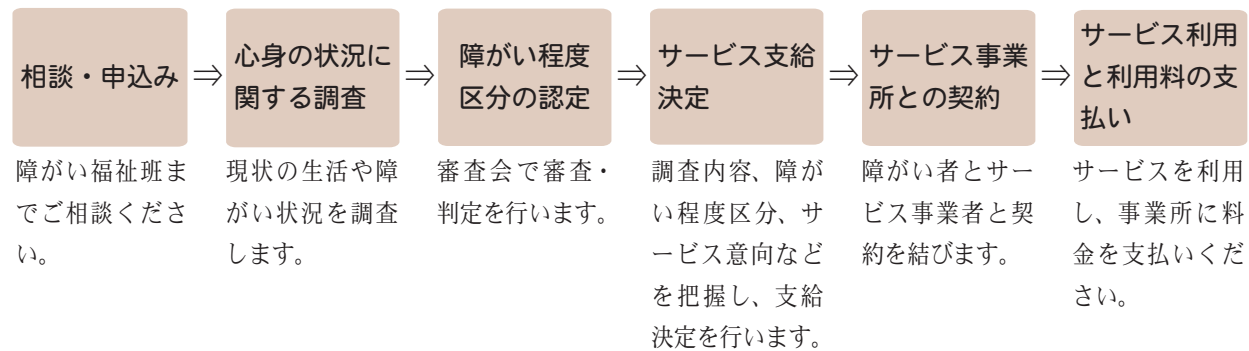 相談・申込み
⇒
心身の状況に
関する調査
⇒
障がい程度
区分の認定
⇒
サービス支給
決定
⇒
サービス事業
所との契約
⇒
サービス利用
と利用料の支
払い
障がい福祉班ま
でご相談くださ
い。
現状の生活や障
がい状況を調査
します。
審査会で審査・
判定を行います。
調査内容、障が
い程度区分、サ
ービス意向など
を把握し、支給
決定を行います。
障がい者とサー
ビス事業者と契
約を結びます。
サービスを利用
し、事業所に料
金を支払いくだ
さい。